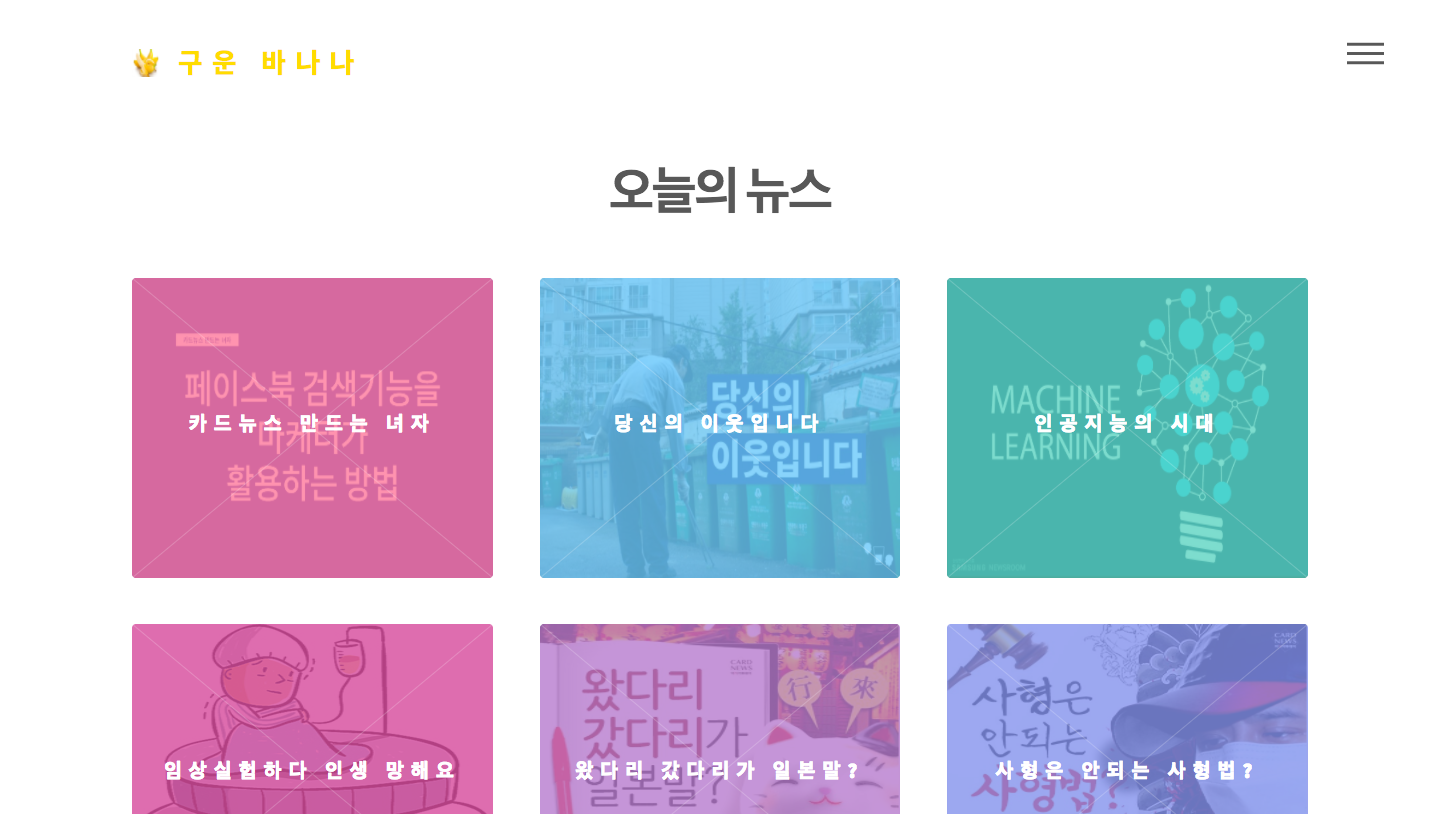 구운 바나나
오늘의 뉴스
페이스북 검색기능을
카드뉴스 만드는 녀자
마케터가
활용하는 방법
당신의
당신의 이웃입니다
이웃입니다
MACHINE
인공지능의 시대
LEARNING
임상실험하다 인생 망해요
CARD
NEWS
왔다리
行 來
갔다리가
왔다리 갔다리가 일본말?
일본말?
CARD
NEWS
사형은
안되는
사형은 안되는 사형법?
사형법?